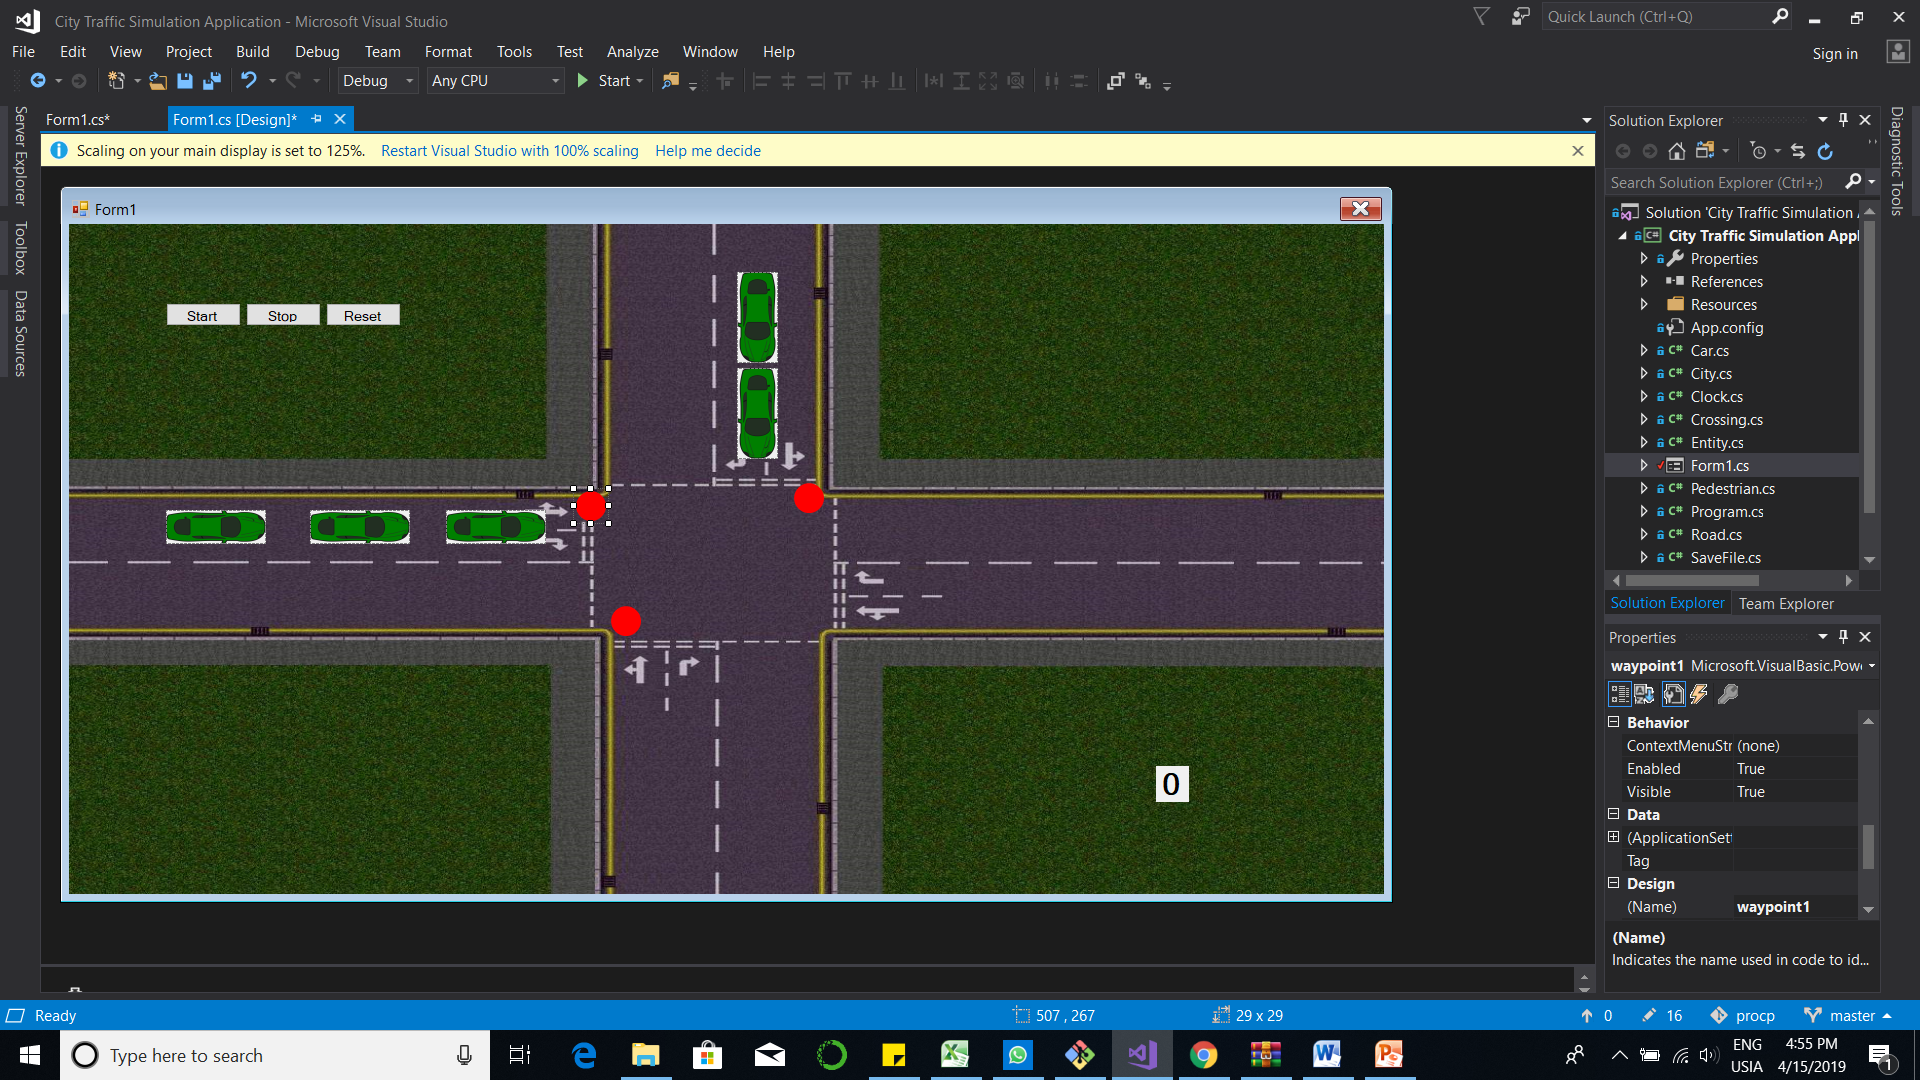 City Traffic Simulation Application - Microsoft Visual Studio
Quick Launch (Ctrl+Q)
File Edit View Project Build Debug Team Format Tools Test Analyze Window Help
Sign in
Debug Any CPU Start
Server Explorer
Toolbox
Data Sources
Form1.cs* Form1.cs [Design]*
Scaling on your main display is set to 125%. Restart Visual Studio with 100% scaling Help me decide
Form1
Start Stop Reset
0
Solution Explorer
Search Solution Explorer (Ctrl+;)
Solution 'City Traffic Simulation
City Traffic Simulation Appl
Properties
References
Resources
App.config
Car.cs
City.cs
Clock.cs
Crossing.cs
Entity.cs
Form1.cs
Pedestrian.cs
Program.cs
Road.cs
SaveFile.cs
Solution Explorer Team Explorer
Properties
waypoint1 Microsoft.VisualBasic.Pow
Behavior
ContextMenuStr (none)
Enabled True
Visible True
Data
(ApplicationSett
Tag
Design
(Name) waypoint1
(Name)
Indicates the name used in code to id...
Diagnostic Tools
Ready 507 , 267 29 x 29 0 16 procp master
Type here to search
ENG
USIA
4:55 PM
4/15/2019
1